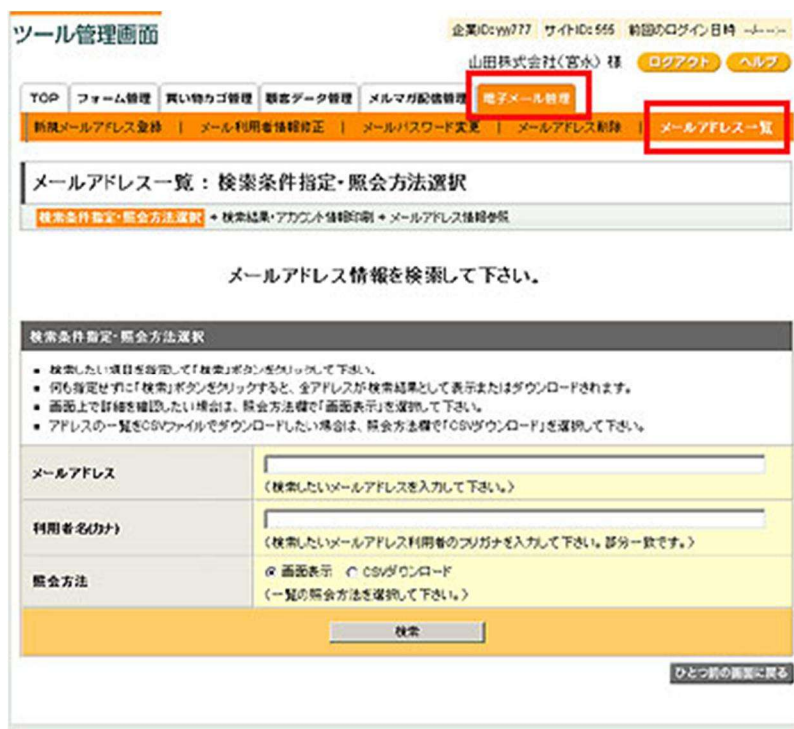 ツール管理画面
企業ID:yyy777 サイトID:555 前回のログイン日時 --/-- --:--
山田株式会社(宮永) 様 ログアウト ヘルプ
TOP フォーム管理 買い物カゴ管理 顧客データ管理 メルマガ配信管理 電子メール管理
新規メールアドレス登録 | メール利用者情報修正 | メールパスワード変更 | メールアドレス削除 | メールアドレス一覧
メールアドレス一覧 : 検索条件指定・照会方法選択
検索条件指定・照会方法選択 → 検索結果・アカウント情報印刷 → メールアドレス情報参照
メールアドレス情報を検索して下さい。
検索条件指定・照会方法選択
■ 検索したい項目を指定して「検索」ボタンをクリックして下さい。
■ 何も指定せずに「検索」ボタンをクリックすると、全アドレスが検索結果として表示またはダウンロードされます。
■ 画面上で詳細を確認したい場合は、照会方法欄で「画面表示」を選択して下さい。
■ アドレスの一覧をCSVファイルでダウンロードしたい場合は、照会方法欄で「CSVダウンロード」を選択して下さい。
メールアドレス
(検索したいメールアドレスを入力して下さい。)
利用者名(カナ)
(検索したいメールアドレス利用者のフリガナを入力して下さい。部分一致です。)
照会方法
画面表示 CSVダウンロード
(一覧の照会方法を選択して下さい。)
検索
ひとつ前の画面に戻る